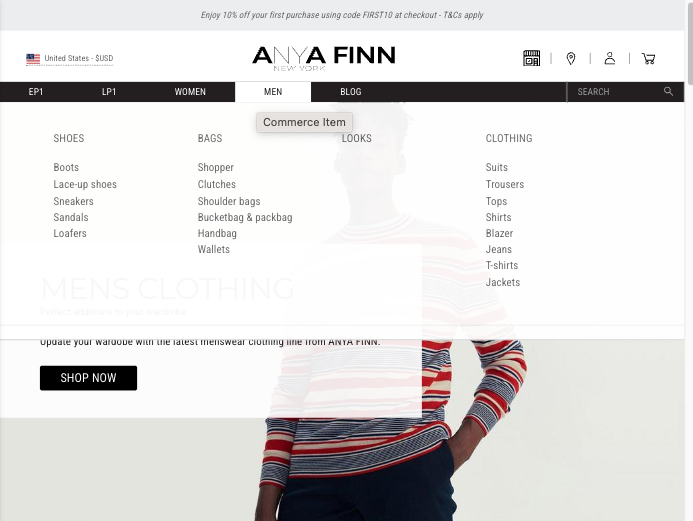 Enjoy 10% off your first purchase using code FIRST10 at checkout - T&Cs apply
United States - $USD
ANYA FINN
NEW YORK
EP1 LP1 WOMEN MEN BLOG SEARCH
Commerce Item
SHOES BAGS LOOKS CLOTHING
Boots Shopper Suits
Lace-up shoes Clutches Trousers
Sneakers Shoulder bags Tops
Sandals Bucketbag & packbag Shirts
Loafers Handbag Blazer
Wallets Jeans
T-shirts
Jackets
MENS CLOTHING
Perfect additions to your wardrobe
Update your wardobe with the latest menswear clothing line from ANYA FINN.
SHOP NOW